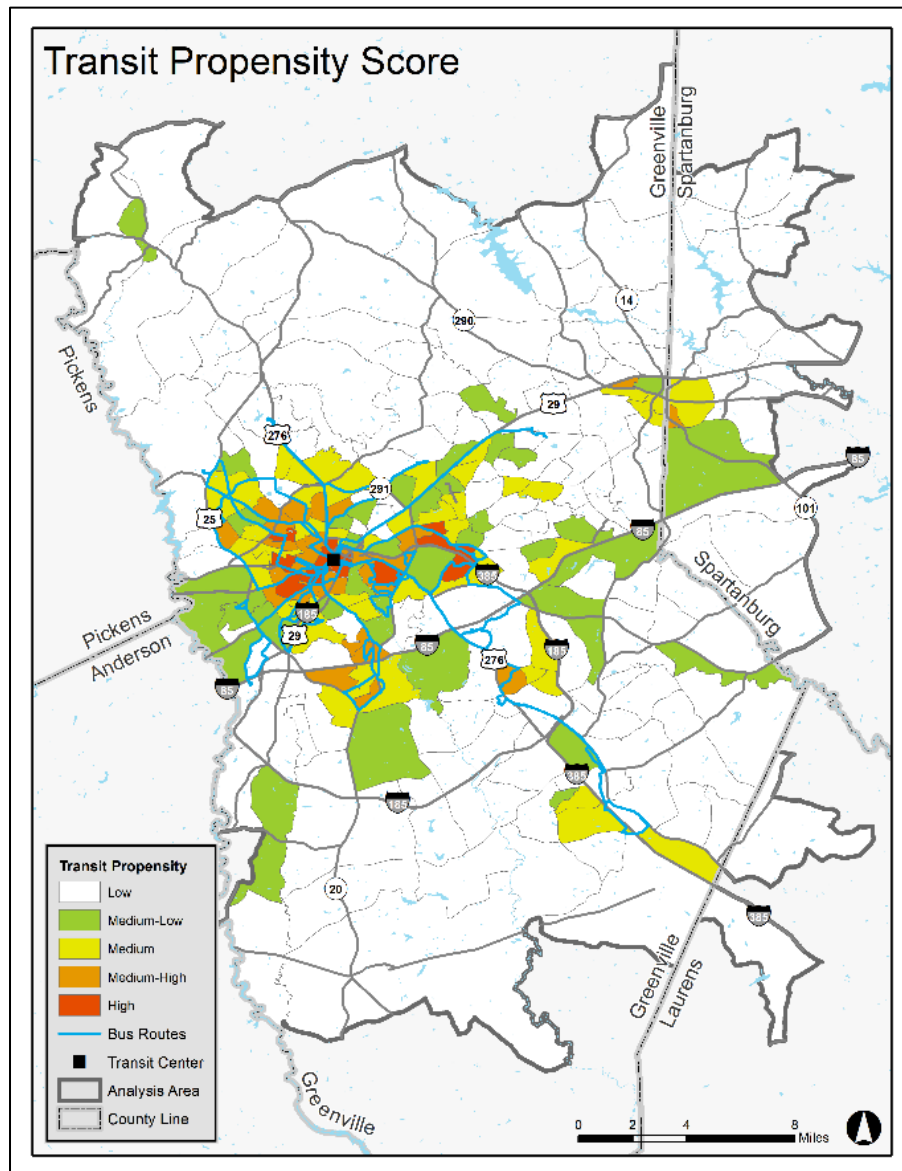 Transit Propensity Score
Greenville
Spartanburg
14
290
Pickens
29
276
85
291
25
101
85
385
Spartanburg
185
Pickens
Anderson
29
85
276
185
85
385
185
Transit Propensity
Low
20
Medium-Low
385
Medium
Greenville
Laurens
Medium-High
High
Bus Routes
Transit Center
Analysis Area
Greenville
County Line
0 2 4 8
Miles